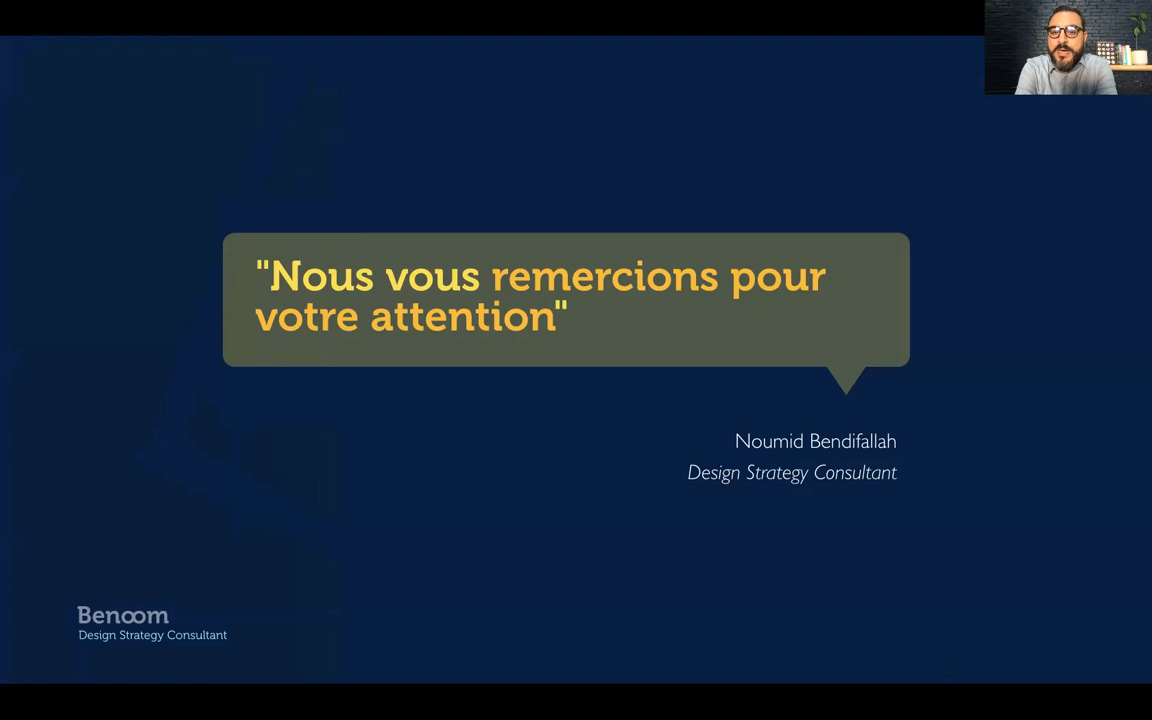 "Nous vous remercions pour
votre attention"
Noumid Bendifallah
Design Strategy Consultant
Benoom
Design Strategy Consultant